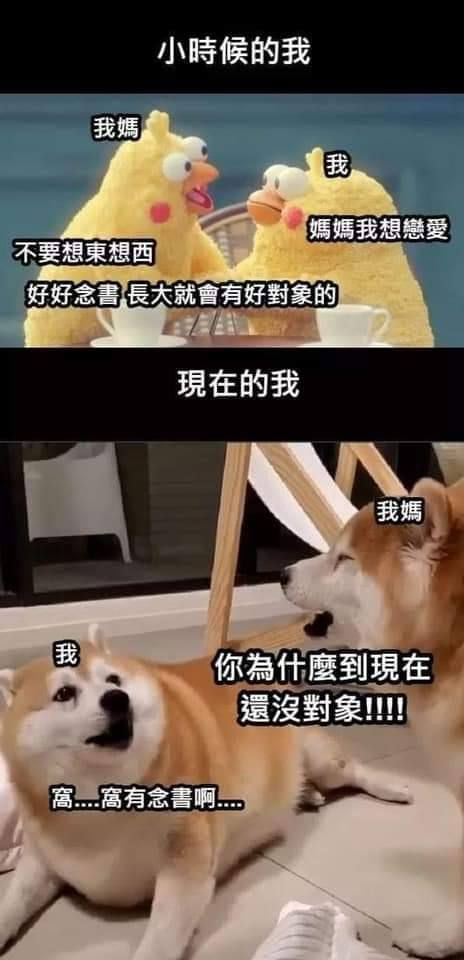 小時候的我
我媽
我
媽媽我想戀愛
不要想東想西
好好念書 長大就會有好對象的
現在的我
我媽
我
你為什麼到現在
還沒對象!!!!
窩....窩有念書啊....